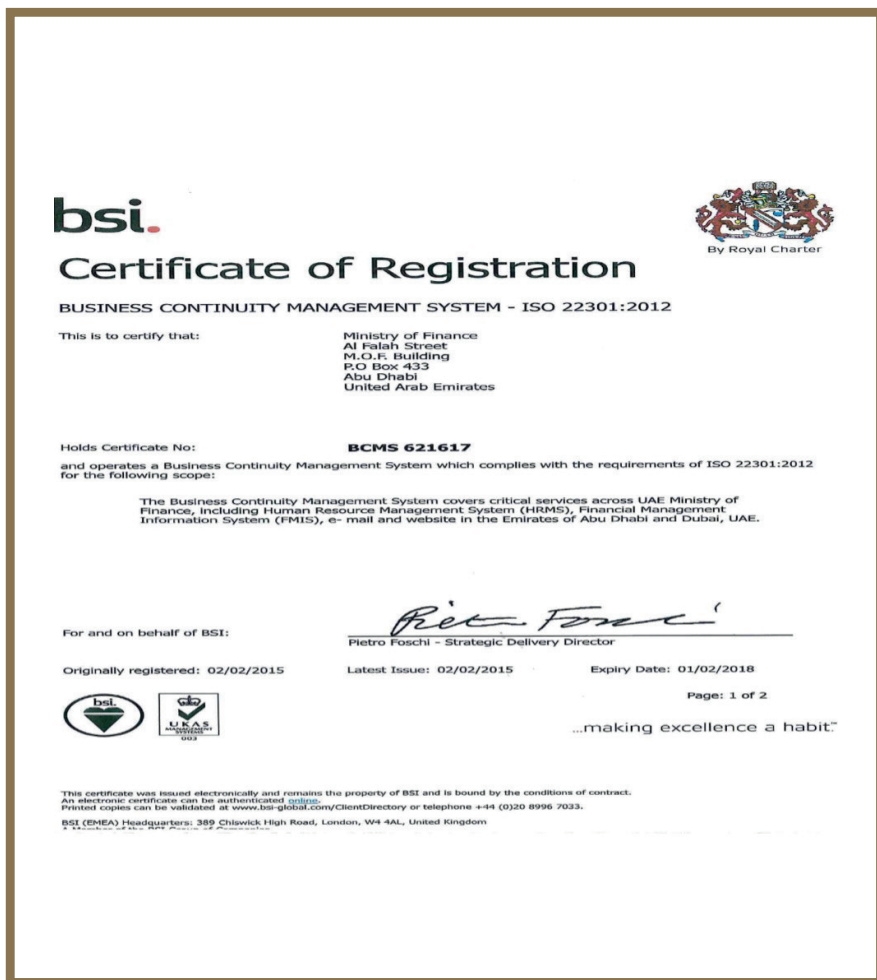 bsi.
By Royal Charter
Certificate of Registration
BUSINESS CONTINUITY MANAGEMENT SYSTEM - ISO 22301:2012
This is to certify that:
Ministry of Finance
Al Falah Street
M.O.F. Building
P.O Box 433
Abu Dhabi
United Arab Emirates
Holds Certificate No:
BCMS 621617
and operates a Business Continuity Management System which complies with the requirements of ISO 22301:2012
for the following scope:
The Business Continuity Management System covers critical services across UAE Ministry of
Finance, including Human Resource Management System (HRMS), Financial Management
Information System (FMIS), e- mail and website in the Emirates of Abu Dhabi and Dubai, UAE.
For and on behalf of BSI:
Pietro Foschi - Strategic Delivery Director
Originally registered: 02/02/2015
Latest Issue: 02/02/2015
Expiry Date: 01/02/2018
Page: 1 of 2
bsi.
UKAS
MANAGEMENT
SYSTEMS
003
...making excellence a habit.™
This certificate was issued electronically and remains the property of BSI and is bound by the conditions of contract.
An electronic certificate can be authenticated online.
Printed copies can be validated at www.bsi-global.com/ClientDirectory or telephone +44 (0)20 8996 7033.
BSI (EMEA) Headquarters: 389 Chiswick High Road, London, W4 4AL, United Kingdom